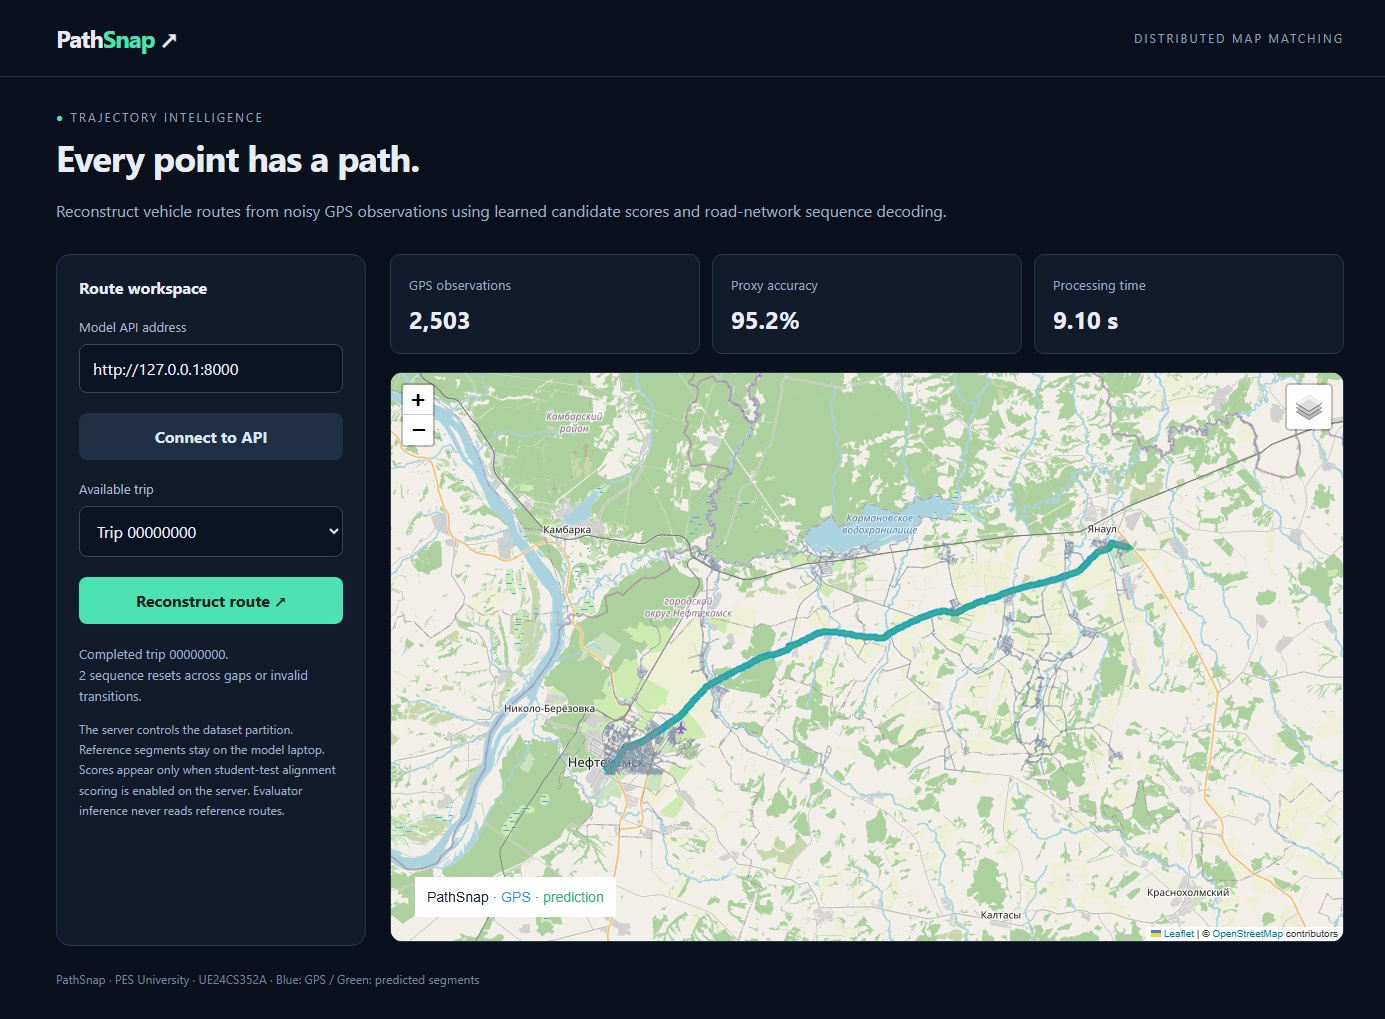 PathSnap ↗
DISTRIBUTED MAP MATCHING
● TRAJECTORY INTELLIGENCE
Every point has a path.
Reconstruct vehicle routes from noisy GPS observations using learned candidate scores and road-network sequence decoding.
Route workspace
Model API address
http://127.0.0.1:8000
Connect to API
Available trip
Trip 00000000
Reconstruct route ↗
Completed trip 00000000.
2 sequence resets across gaps or invalid
transitions.
The server controls the dataset partition.
Reference segments stay on the model laptop.
Scores appear only when student-test alignment
scoring is enabled on the server. Evaluator
inference never reads reference routes.
GPS observations
2,503
Proxy accuracy
95.2%
Processing time
9.10 s
+
−
Камбарский
район
Камбарка
Кармановское
водохранилище
Янаул
городской
округ Нефтекамск
Николо-Берёзовка
Нефтекамск
Краснохолмский
Калтасы
PathSnap · GPS · prediction
Leaflet | © OpenStreetMap contributors
PathSnap · PES University · UE24CS352A · Blue: GPS / Green: predicted segments